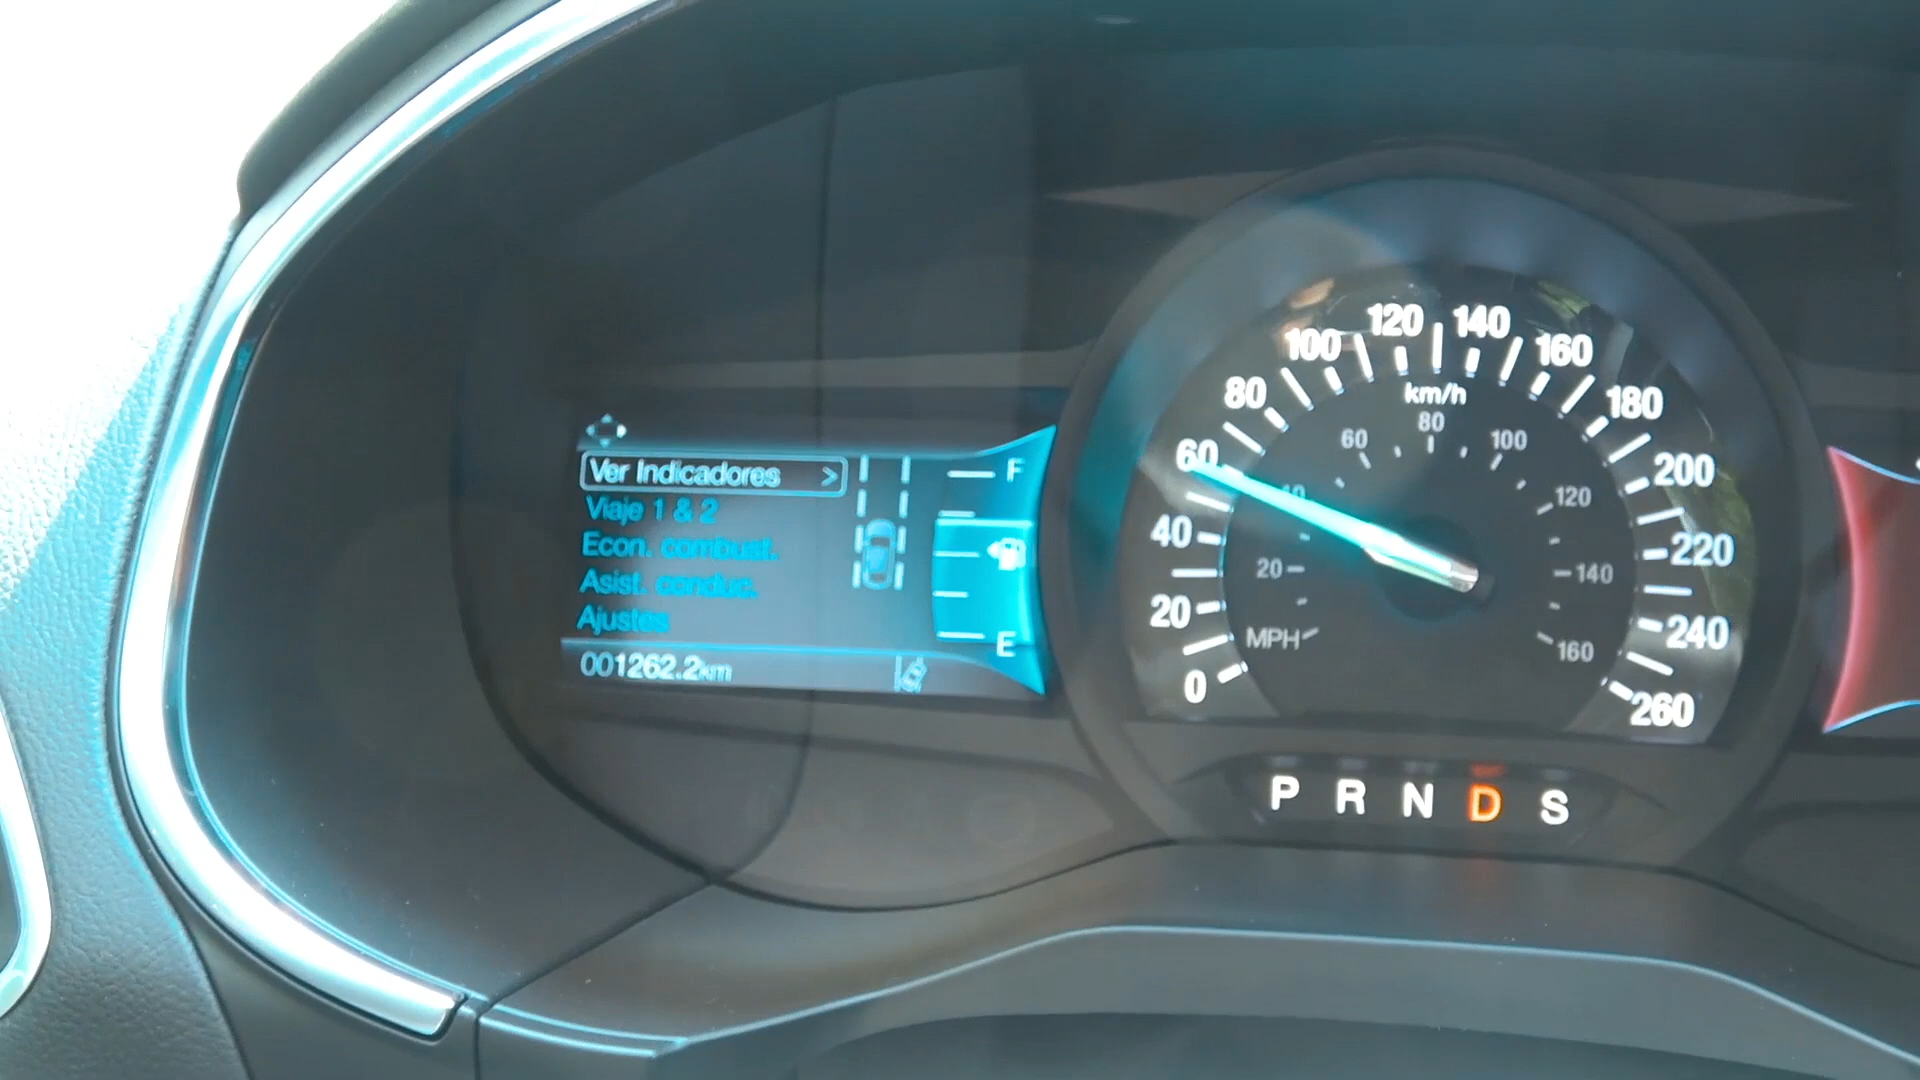 Ver Indicadores >
Viaje 1 & 2
Econ. combust.
Asist. conduc.
Ajustes
001262.2km
F
E
0
20
40
60
80
100
120
140
160
180
200
220
240
260
km/h
MPH
20
40
60
80
100
120
140
160
P R N D S